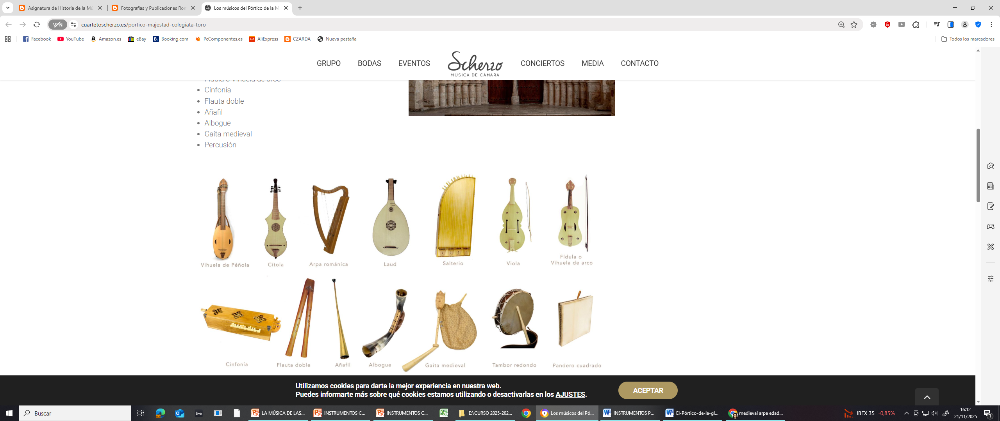 Asignatura de Historia de la Mú
Fotografías y Publicaciones Ron
Los músicos del Pórtico de la M
VPN
cuartetoscherzo.es/portico-majestad-colegiata-toro
Facebook
YouTube
Amazon.es
eBay
Booking.com
PcComponentes.es
AliExpress
CZARDA
Nueva pestaña
Todos los marcadores
GRUPO
BODAS
EVENTOS
Scherzo
MÚSICA DE CÁMARA
CONCIERTOS
MEDIA
CONTACTO
Fídula o Vihuela de arco
Cinfonía
Flauta doble
Añafil
Albogue
Gaita medieval
Percusión
Vihuela de Péñola
Cítola
Arpa románica
Laud
Salterio
Viola
Fídula o
Vihuela de arco
Cinfonía
Flauta doble
Añafil
Albogue
Gaita medieval
Tambor redondo
Pandero cuadrado
Utilizamos cookies para darte la mejor experiencia en nuestra web.
Puedes informarte más sobre qué cookies estamos utilizando o desactivarlas en los AJUSTES.
ACEPTAR
Buscar
Live
LA MÚSICA DE LAS...
INSTRUMENTOS C...
INSTRUMENTOS C...
E:\CURSO 2025-202...
Los músicos del Pó...
INSTRUMENTOS P...
El-Pórtico-de-la-gl...
medieval arpa edad...
IBEX 35 -0,85%
16:12
21/11/2025
1